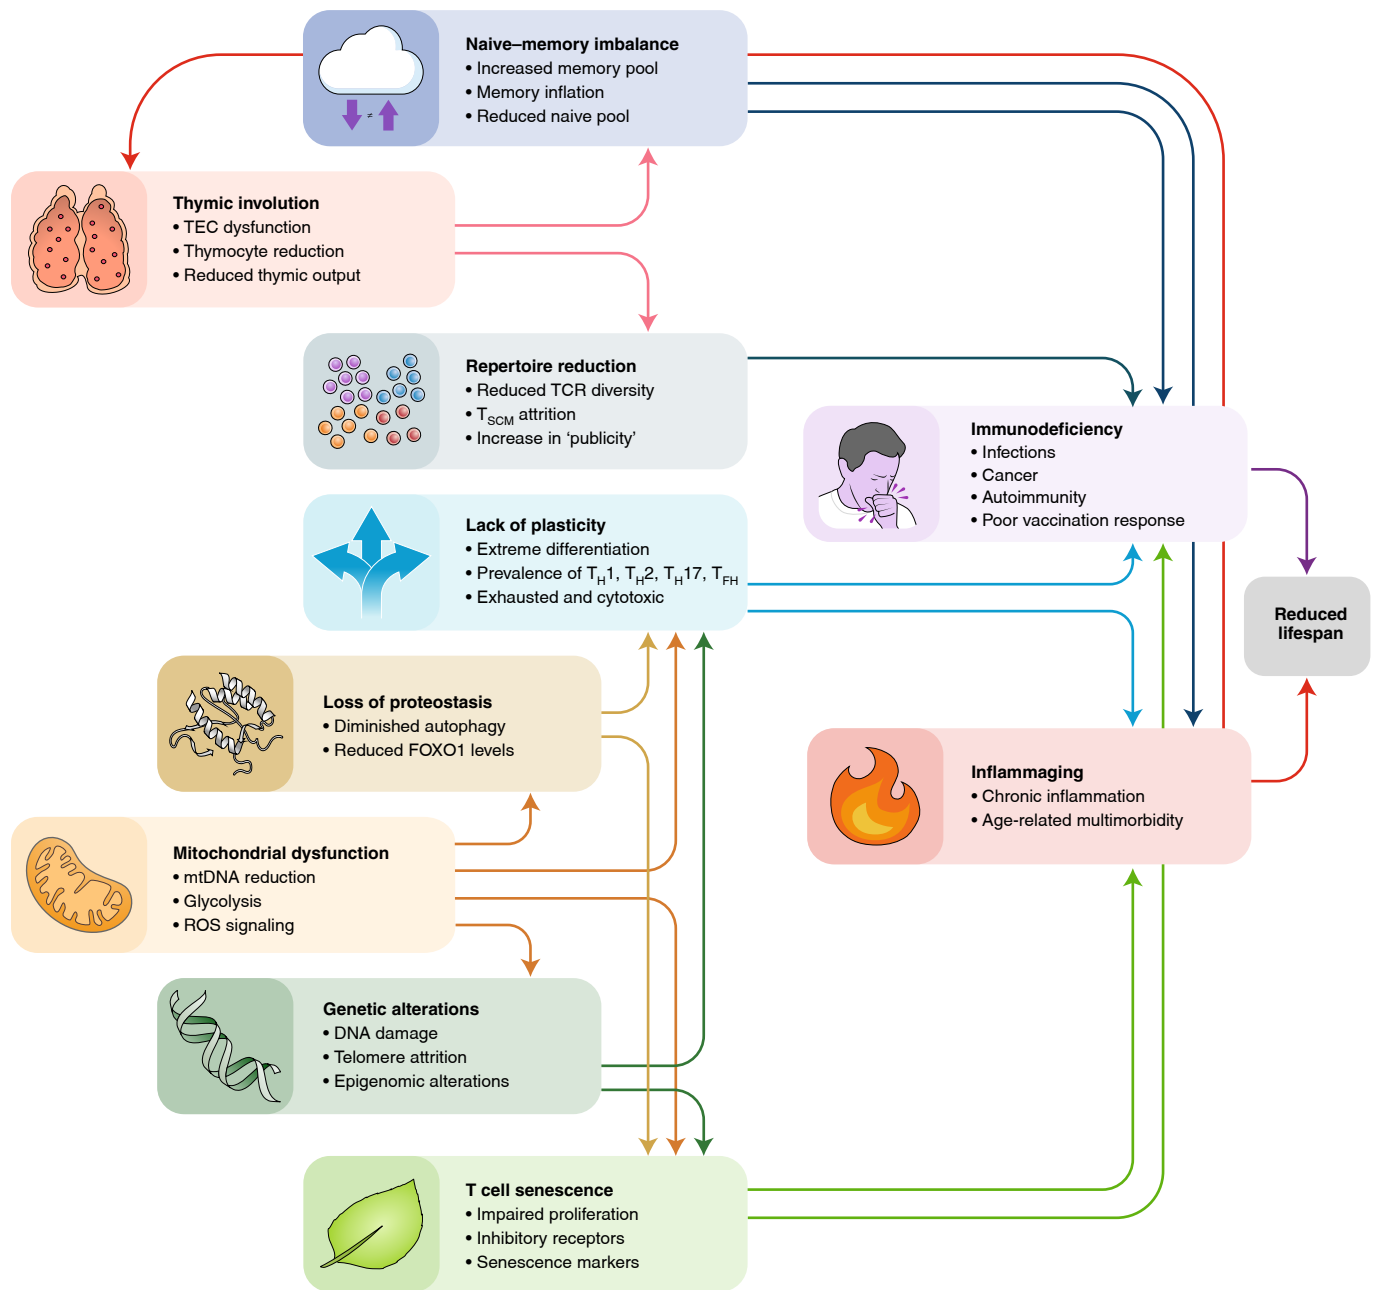 Naive–memory imbalance
• Increased memory pool
• Memory inflation
• Reduced naive pool
≠
Thymic involution
• TEC dysfunction
• Thymocyte reduction
• Reduced thymic output
Repertoire reduction
• Reduced TCR diversity
• TSCM attrition
• Increase in ‘publicity’
Immunodeficiency
• Infections
• Cancer
• Autoimmunity
• Poor vaccination response
Lack of plasticity
• Extreme differentiation
• Prevalence of TH1, TH2, TH17, TFH
• Exhausted and cytotoxic
Reduced
lifespan
Loss of proteostasis
• Diminished autophagy
• Reduced FOXO1 levels
Inflammaging
• Chronic inflammation
• Age-related multimorbidity
Mitochondrial dysfunction
• mtDNA reduction
• Glycolysis
• ROS signaling
Genetic alterations
• DNA damage
• Telomere attrition
• Epigenomic alterations
T cell senescence
• Impaired proliferation
• Inhibitory receptors
• Senescence markers